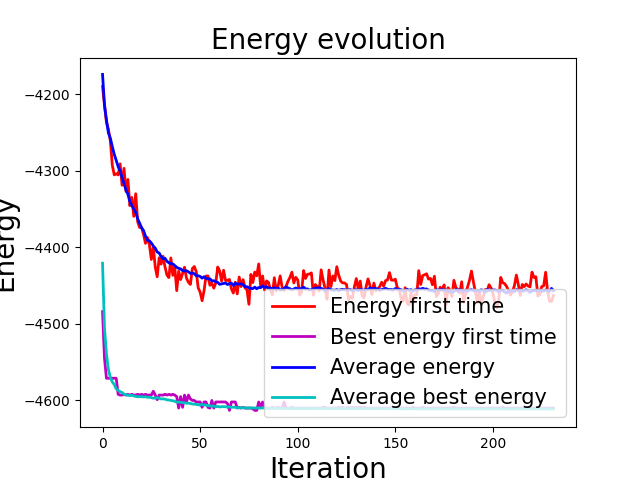 Energy evolution
Energy
−4200
−4300
−4400
−4500
−4600
0
50
100
150
200
Iteration
Energy first time
Best energy first time
Average energy
Average best energy